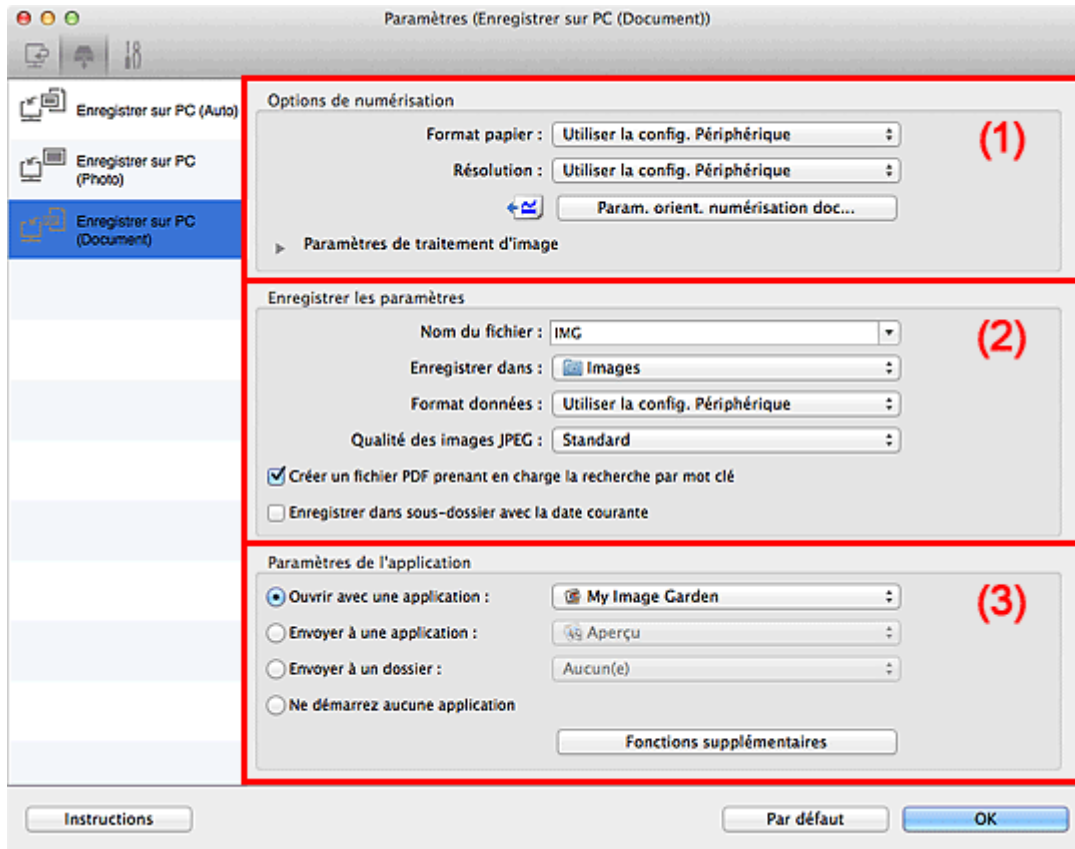 Paramètres (Enregistrer sur PC (Document))
Enregistrer sur PC (Auto)
Enregistrer sur PC
(Photo)
Enregistrer sur PC
(Document)
Options de numérisation
(1)
Format papier : Utiliser la config. Périphérique
Résolution : Utiliser la config. Périphérique
Param. orient. numérisation doc...
Paramètres de traitement d'image
Enregistrer les paramètres
(2)
Nom du fichier : IMG
Enregistrer dans : Images
Format données : Utiliser la config. Périphérique
Qualité des images JPEG : Standard
Créer un fichier PDF prenant en charge la recherche par mot clé
Enregistrer dans sous-dossier avec la date courante
Paramètres de l'application
(3)
Ouvrir avec une application : My Image Garden
Envoyer à une application : Aperçu
Envoyer à un dossier : Aucun(e)
Ne démarrez aucune application
Fonctions supplémentaires
Instructions Par défaut OK